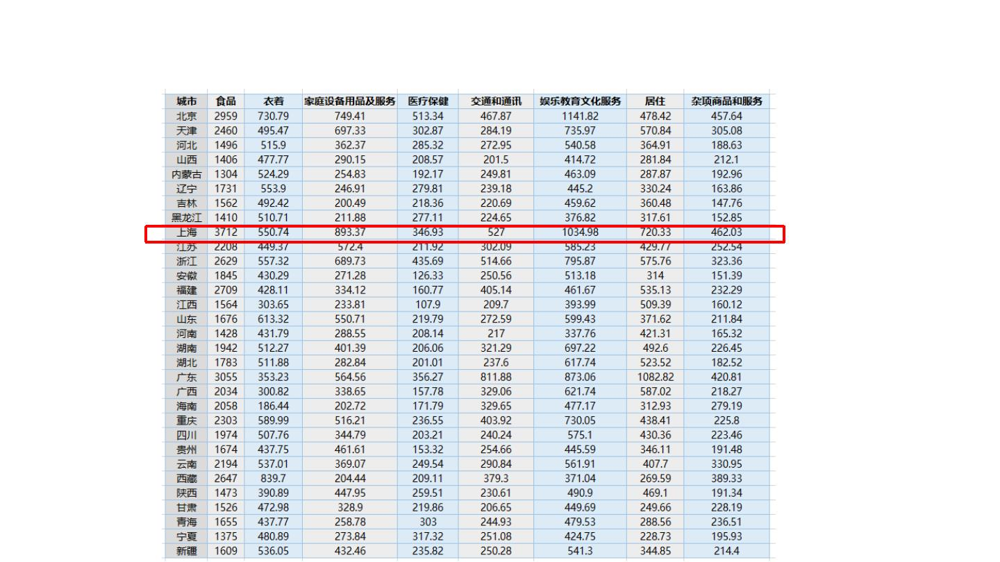 城市 食品 衣着 家庭设备用品及服务 医疗保健 交通和通讯 娱乐教育文化服务 居住 杂项商品和服务
北京 2959 730.79 749.41 513.34 467.87 1141.82 478.42 457.64
天津 2460 495.47 697.33 302.87 284.19 735.97 570.84 305.08
河北 1496 515.9 362.37 285.32 272.95 540.58 364.91 188.63
山西 1406 477.77 290.15 208.57 201.5 414.72 281.84 212.1
内蒙古 1304 524.29 254.83 192.17 249.81 463.09 287.87 192.96
辽宁 1731 553.9 246.91 279.81 239.18 445.2 330.24 163.86
吉林 1562 492.42 200.49 218.36 220.69 459.62 360.48 147.76
黑龙江 1410 510.71 211.88 277.11 224.65 376.82 317.61 152.85
上海 3712 550.74 893.37 346.93 527 1034.98 720.33 462.03
江苏 2208 449.37 572.4 211.92 302.09 585.23 429.77 252.54
浙江 2629 557.32 689.73 435.69 514.66 795.87 575.76 323.36
安徽 1845 430.29 271.28 126.33 250.56 513.18 314 151.39
福建 2709 428.11 334.12 160.77 405.14 461.67 535.13 232.29
江西 1564 303.65 233.81 107.9 209.7 393.99 509.39 160.12
山东 1676 613.32 550.71 219.79 272.59 599.43 371.62 211.84
河南 1428 431.79 288.55 208.14 217 337.76 421.31 165.32
湖南 1942 512.27 401.39 206.06 321.29 697.22 492.6 226.45
湖北 1783 511.88 282.84 201.01 237.6 617.74 523.52 182.52
广东 3055 353.23 564.56 356.27 811.88 873.06 1082.82 420.81
广西 2034 300.82 338.65 157.78 329.06 621.74 587.02 218.27
海南 2058 186.44 202.72 171.79 329.65 477.17 312.93 279.19
重庆 2303 589.99 516.21 236.55 403.92 730.05 438.41 225.8
四川 1974 507.76 344.79 203.21 240.24 575.1 430.36 223.46
贵州 1674 437.75 461.61 153.32 254.66 445.59 346.11 191.48
云南 2194 537.01 369.07 249.54 290.84 561.91 407.7 330.95
西藏 2647 839.7 204.44 209.11 379.3 371.04 269.59 389.33
陕西 1473 390.89 447.95 259.51 230.61 490.9 469.1 191.34
甘肃 1526 472.98 328.9 219.86 206.65 449.69 249.66 228.19
青海 1655 437.77 258.78 303 244.93 479.53 288.56 236.51
宁夏 1375 480.89 273.84 317.32 251.08 424.75 228.73 195.93
新疆 1609 536.05 432.46 235.82 250.28 541.3 344.85 214.4